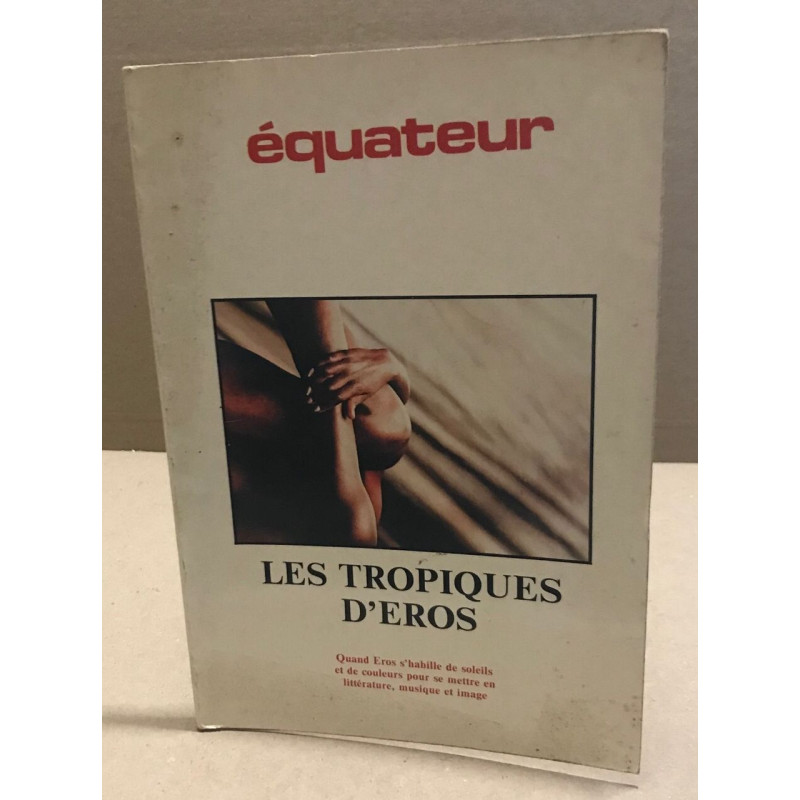 équateur
LES TROPIQUES
D'EROS
Quand Eros s'habille de soleils
et de couleurs pour se mettre en
littérature, musique et image